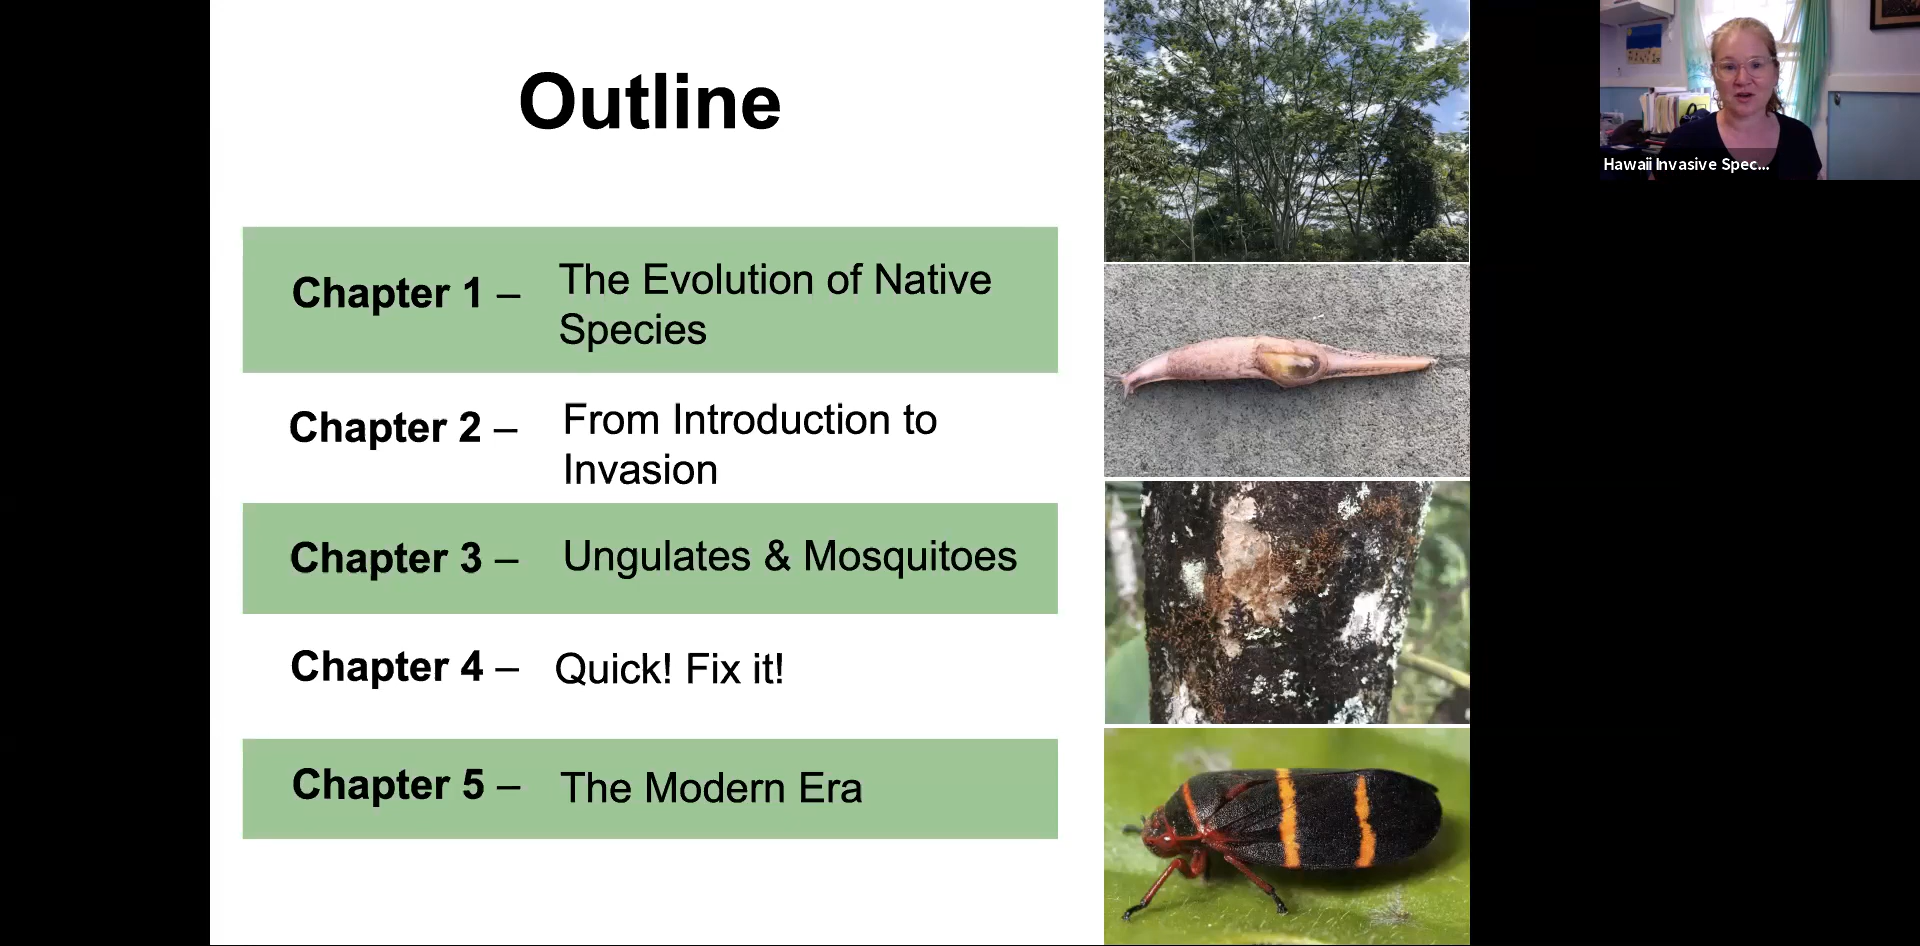 Outline
Chapter 1 – The Evolution of Native
Species
Chapter 2 – From Introduction to
Invasion
Chapter 3 – Ungulates & Mosquitoes
Chapter 4 – Quick! Fix it!
Chapter 5 – The Modern Era
Hawaii Invasive Spec...